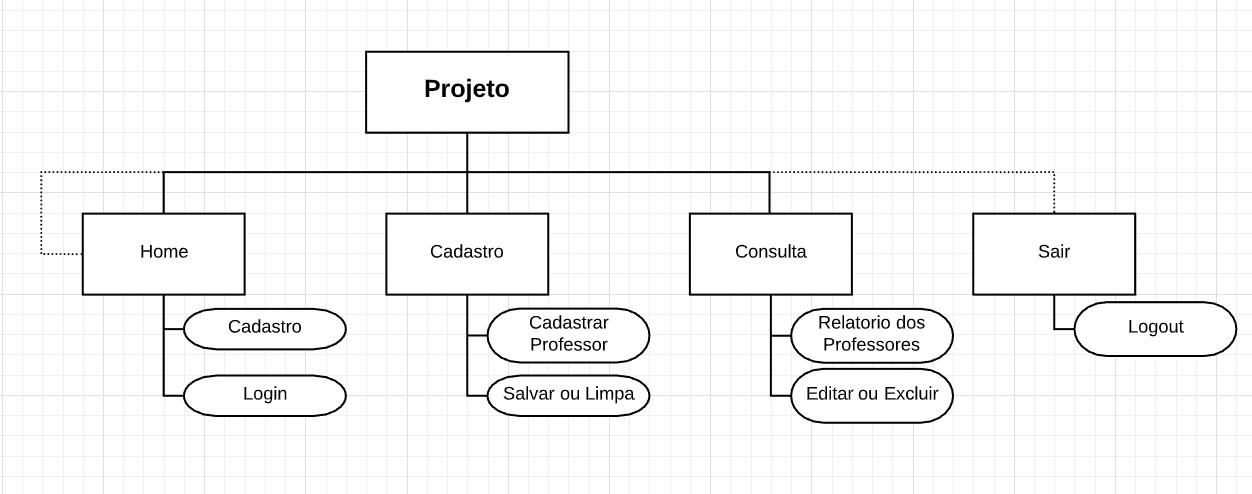 Projeto
Home
Cadastro
Consulta
Sair
Cadastro
Login
Cadastrar
Professor
Salvar ou Limpa
Relatorio dos
Professores
Editar ou Excluir
Logout